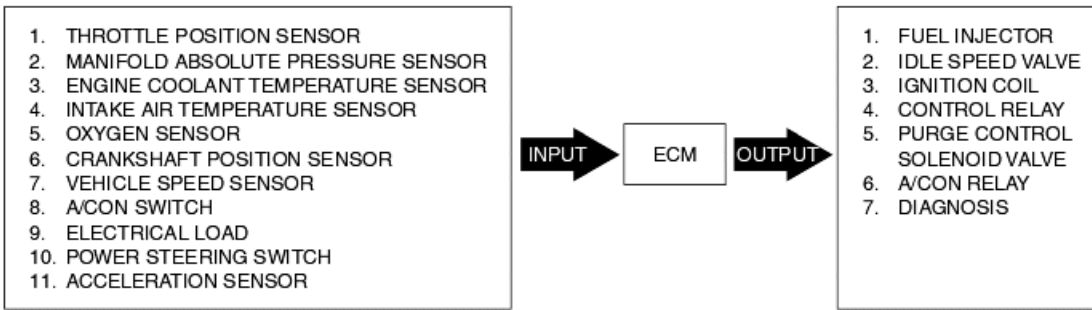 1. THROTTLE POSITION SENSOR
2. MANIFOLD ABSOLUTE PRESSURE SENSOR
3. ENGINE COOLANT TEMPERATURE SENSOR
4. INTAKE AIR TEMPERATURE SENSOR
5. OXYGEN SENSOR
6. CRANKSHAFT POSITION SENSOR
7. VEHICLE SPEED SENSOR
8. A/CON SWITCH
9. ELECTRICAL LOAD
10. POWER STEERING SWITCH
11. ACCELERATION SENSOR
INPUT
ECM
OUTPUT
1. FUEL INJECTOR
2. IDLE SPEED VALVE
3. IGNITION COIL
4. CONTROL RELAY
5. PURGE CONTROL
SOLENOID VALVE
6. A/CON RELAY
7. DIAGNOSIS